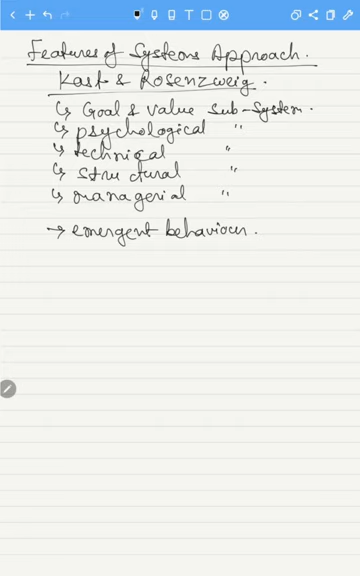 Features of Systems Approach.
Kast & Rosenzweig.
↳ Goal & value Sub-System.
↳ psychological "
↳ technical "
↳ structural "
↳ managerial "
→ emergent behaviour.